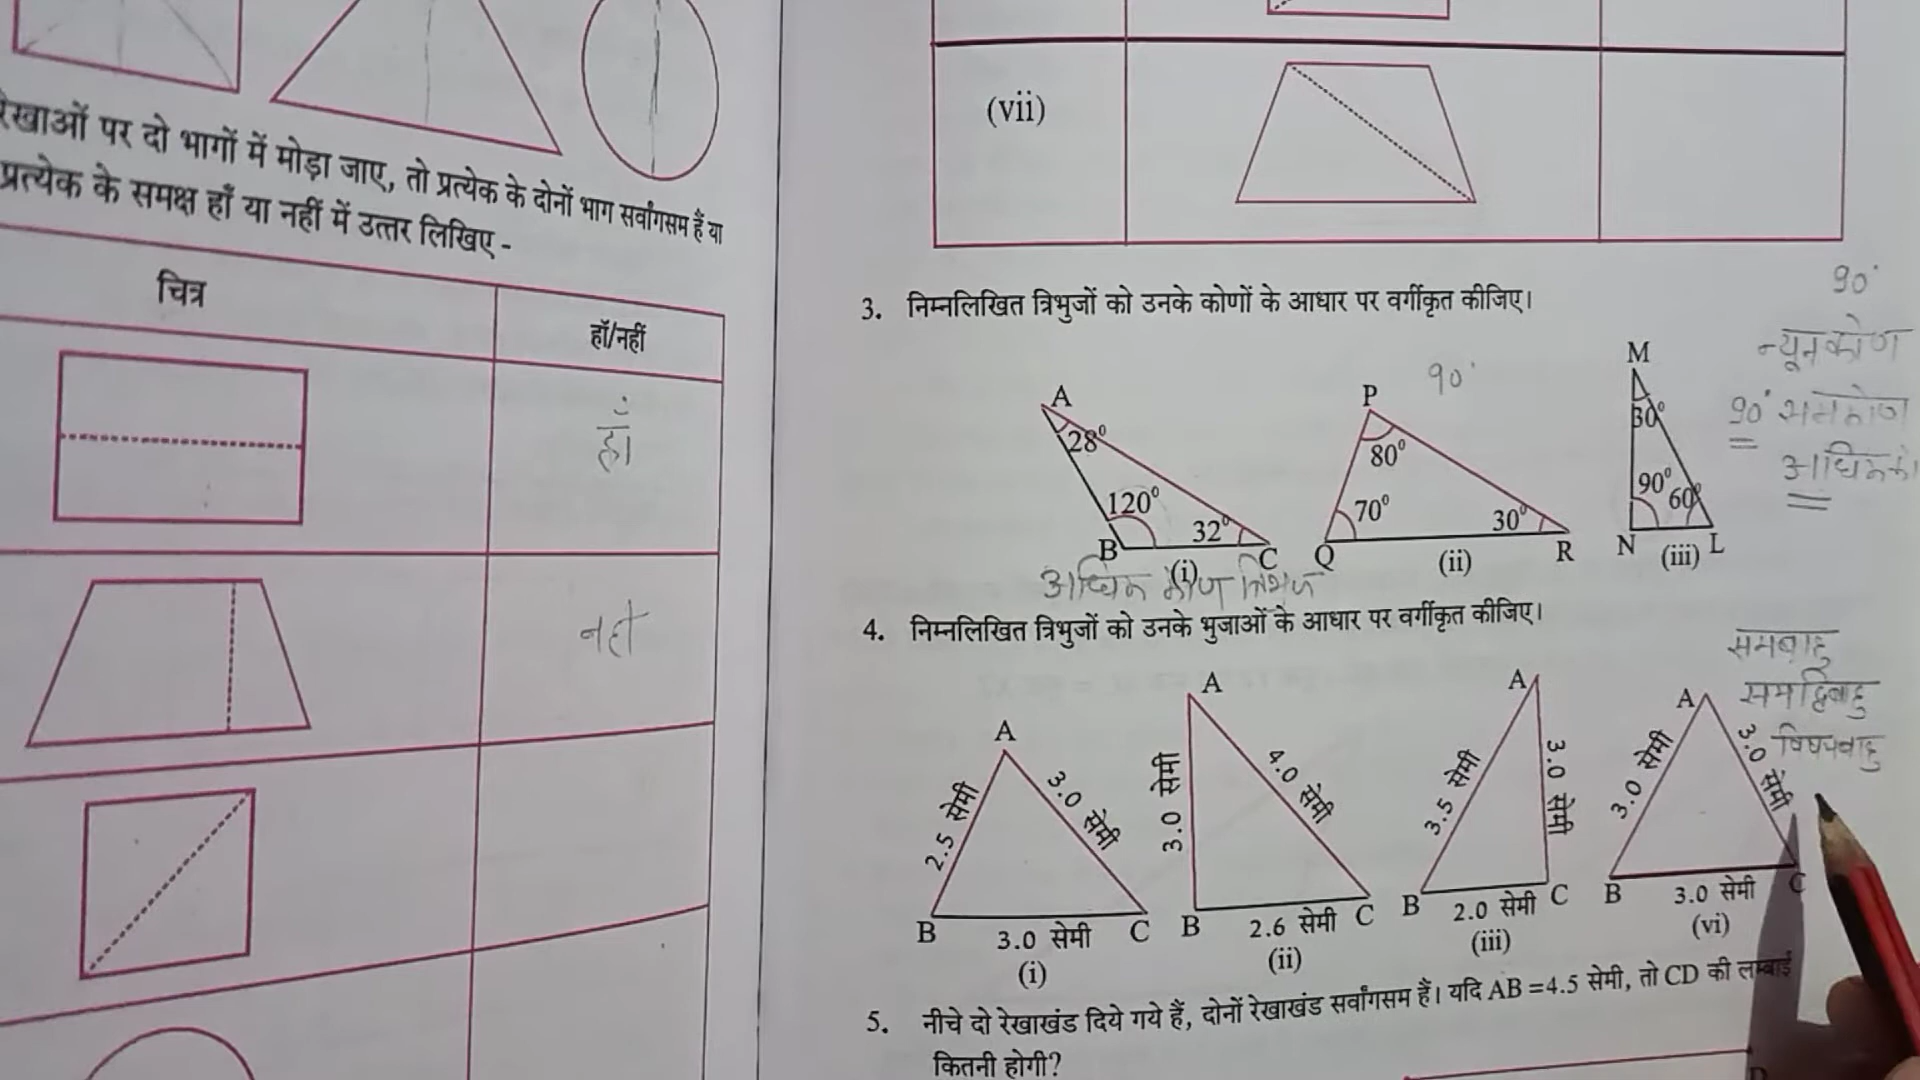 रेखाओं पर दो भागों में मोड़ा जाए, तो प्रत्येक के दोनों भाग सर्वांगसम हैं या
प्रत्येक के समक्ष हाँ या नहीं में उत्तर लिखिए -
चित्र
हाँ/नहीं
हाँ
नही
(vii)
3. निम्नलिखित त्रिभुजों को उनके कोणों के आधार पर वर्गीकृत कीजिए।
90°
न्यूनकोण
90° समकोण
90°
A
28°
120°
32°
B
C
(i)
अधिक कोण त्रिभुज
P
80°
70°
30°
Q
R
(ii)
M
30°
90°
60°
N
L
(iii)
4. निम्नलिखित त्रिभुजों को उनके भुजाओं के आधार पर वर्गीकृत कीजिए।
समबाहु
समद्विबाहु
विषमबाहु
A
2.5 सेमी
3.0 सेमी
B
3.0 सेमी
C
(i)
A
3.0 सेमी
4.0 सेमी
B
2.6 सेमी
C
(ii)
A
3.5 सेमी
3.0 सेमी
B
2.0 सेमी
C
(iii)
A
3.0 सेमी
3.0 सेमी
B
3.0 सेमी
C
(vi)
5. नीचे दो रेखाखंड दिये गये हैं, दोनों रेखाखंड सर्वांगसम हैं। यदि AB =4.5 सेमी, तो CD की लम्बाई
कितनी होगी?